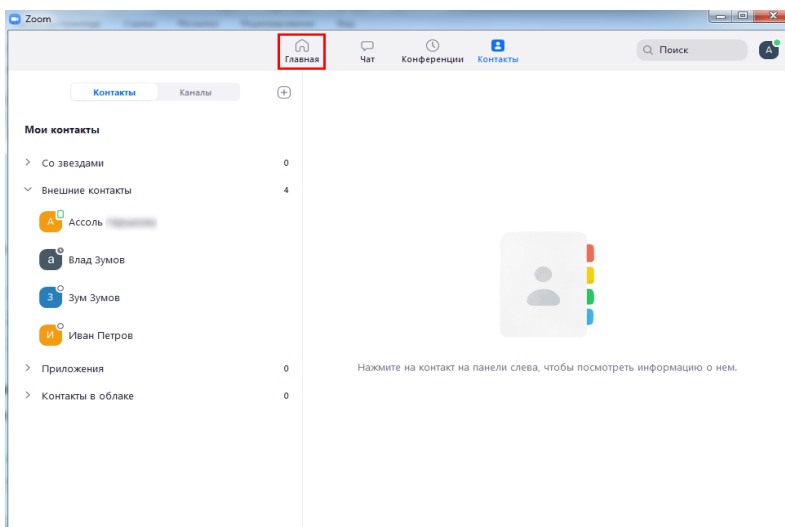 Zoom
Главная
Чат
Конференции
Контакты
Поиск
А
Контакты
Каналы
Мои контакты
Со звездами 0
Внешние контакты 4
А Ассоль
а Влад Зумов
З Зум Зумов
И Иван Петров
Приложения 0
Контакты в облаке 0
Нажмите на контакт на панели слева, чтобы посмотреть информацию о нем.